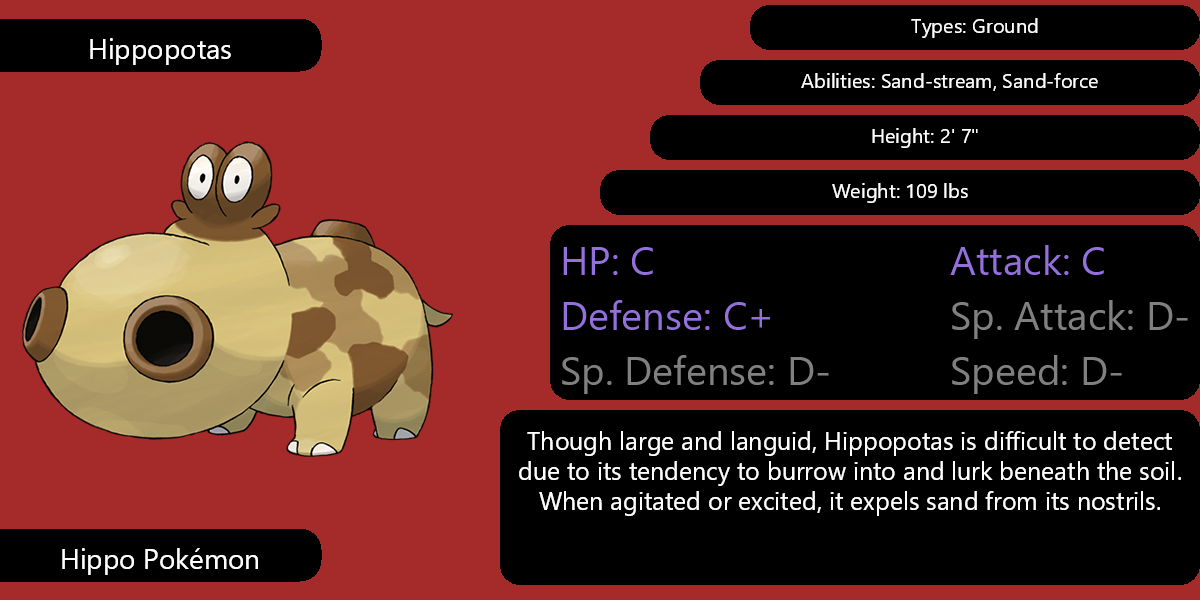 Hippopotas
Types: Ground
Abilities: Sand-stream, Sand-force
Height: 2' 7"
Weight: 109 lbs
HP: C
Attack: C
Defense: C+
Sp. Attack: D-
Sp. Defense: D-
Speed: D-
Though large and languid, Hippopotas is difficult to detect
due to its tendency to burrow into and lurk beneath the soil.
When agitated or excited, it expels sand from its nostrils.
Hippo Pokémon